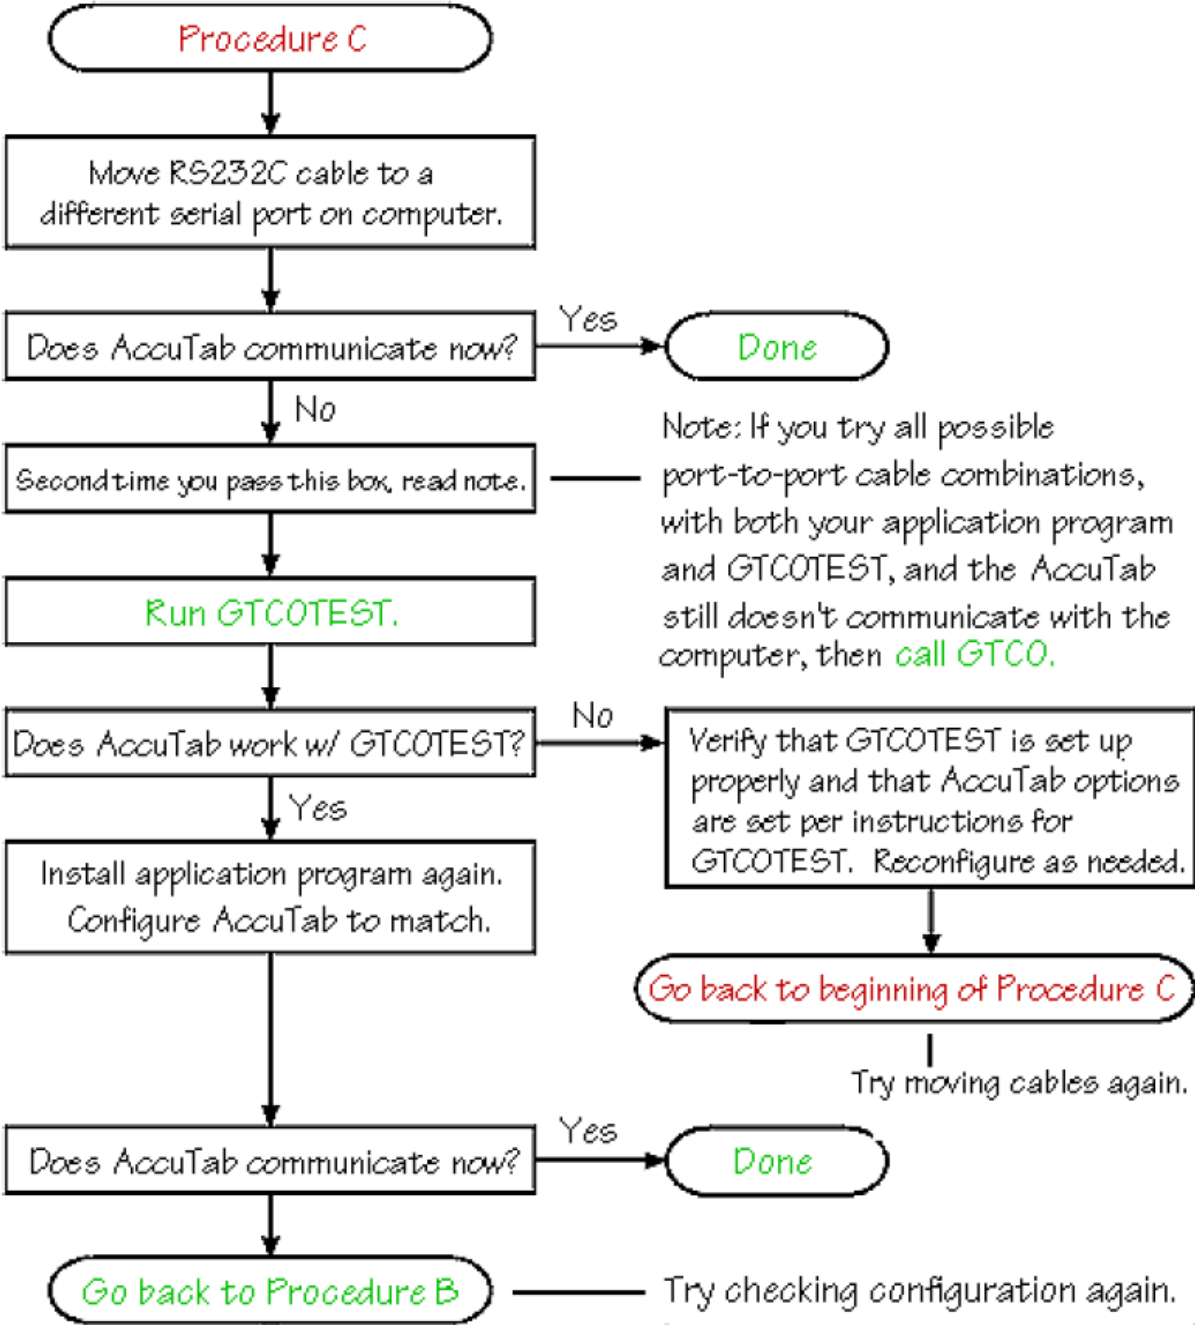 Procedure C
Move RS232C cable to a
different serial port on computer.
Does AccuTab communicate now?
Yes
Done
No
Second time you pass this box, read note.
Note: If you try all possible
port-to-port cable combinations,
with both your application program
and GTCOTEST, and the AccuTab
still doesn't communicate with the
computer, then call GTCO.
Run GTCOTEST.
Does AccuTab work w/ GTCOTEST?
No
Verify that GTCOTEST is set up
properly and that AccuTab options
are set per instructions for
GTCOTEST. Reconfigure as needed.
Go back to beginning of Procedure C
Try moving cables again.
Yes
Install application program again.
Configure AccuTab to match.
Does AccuTab communicate now?
Yes
Done
Go back to Procedure B
Try checking configuration again.